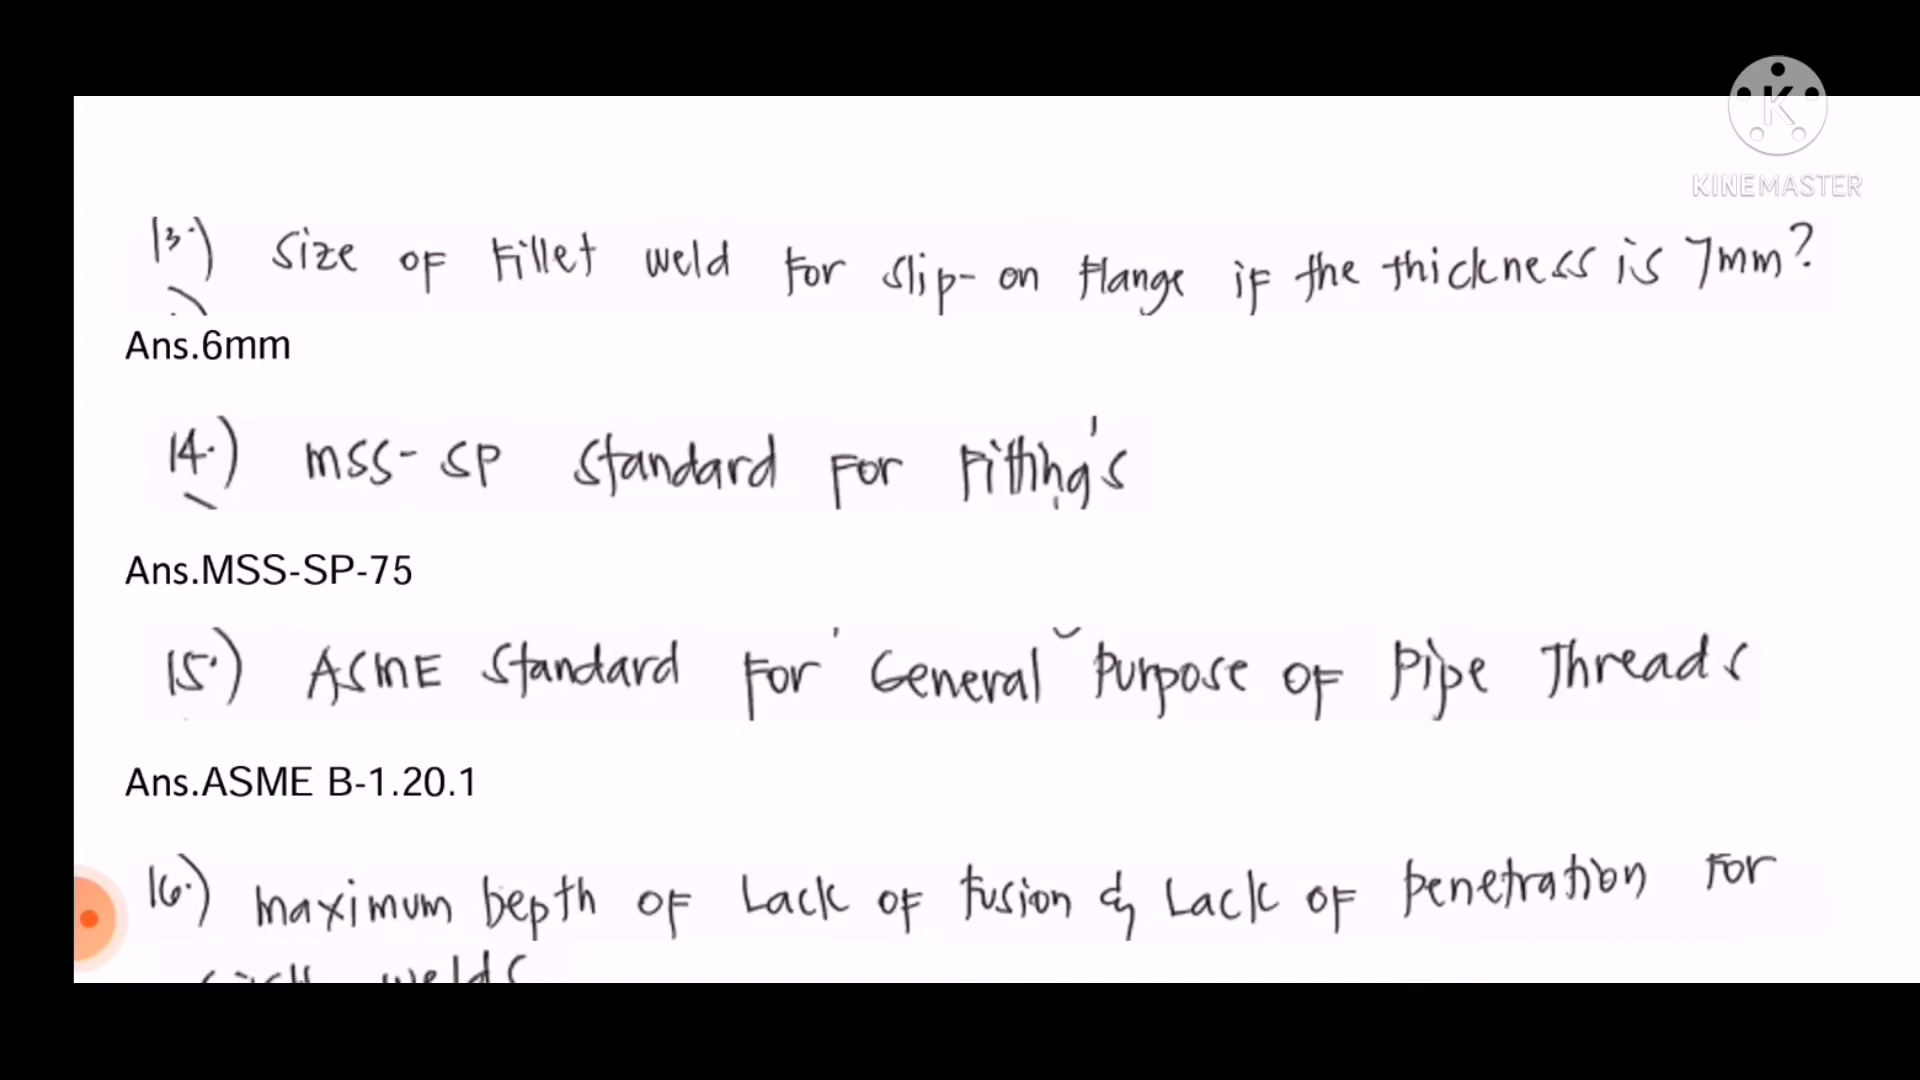 KINEMASTER
13.) Size of Fillet weld For slip-on Flange if the thickness is 7mm?
Ans.6mm
14.) MSS-SP Standard For Fitting's
Ans.MSS-SP-75
15.) ASME Standard For General Purpose of Pipe Threads
Ans.ASME B-1.20.1
16.) Maximum Depth of Lack of Fusion & Lack of Penetration For
welds